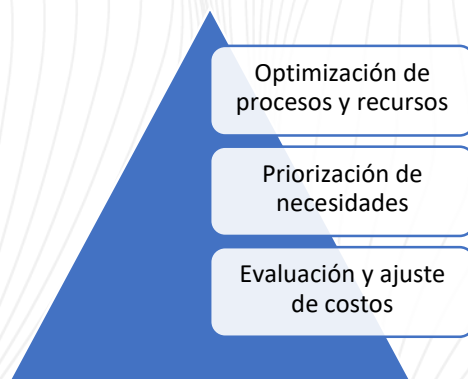 Optimización de
procesos y recursos
Priorización de
necesidades
Evaluación y ajuste
de costos